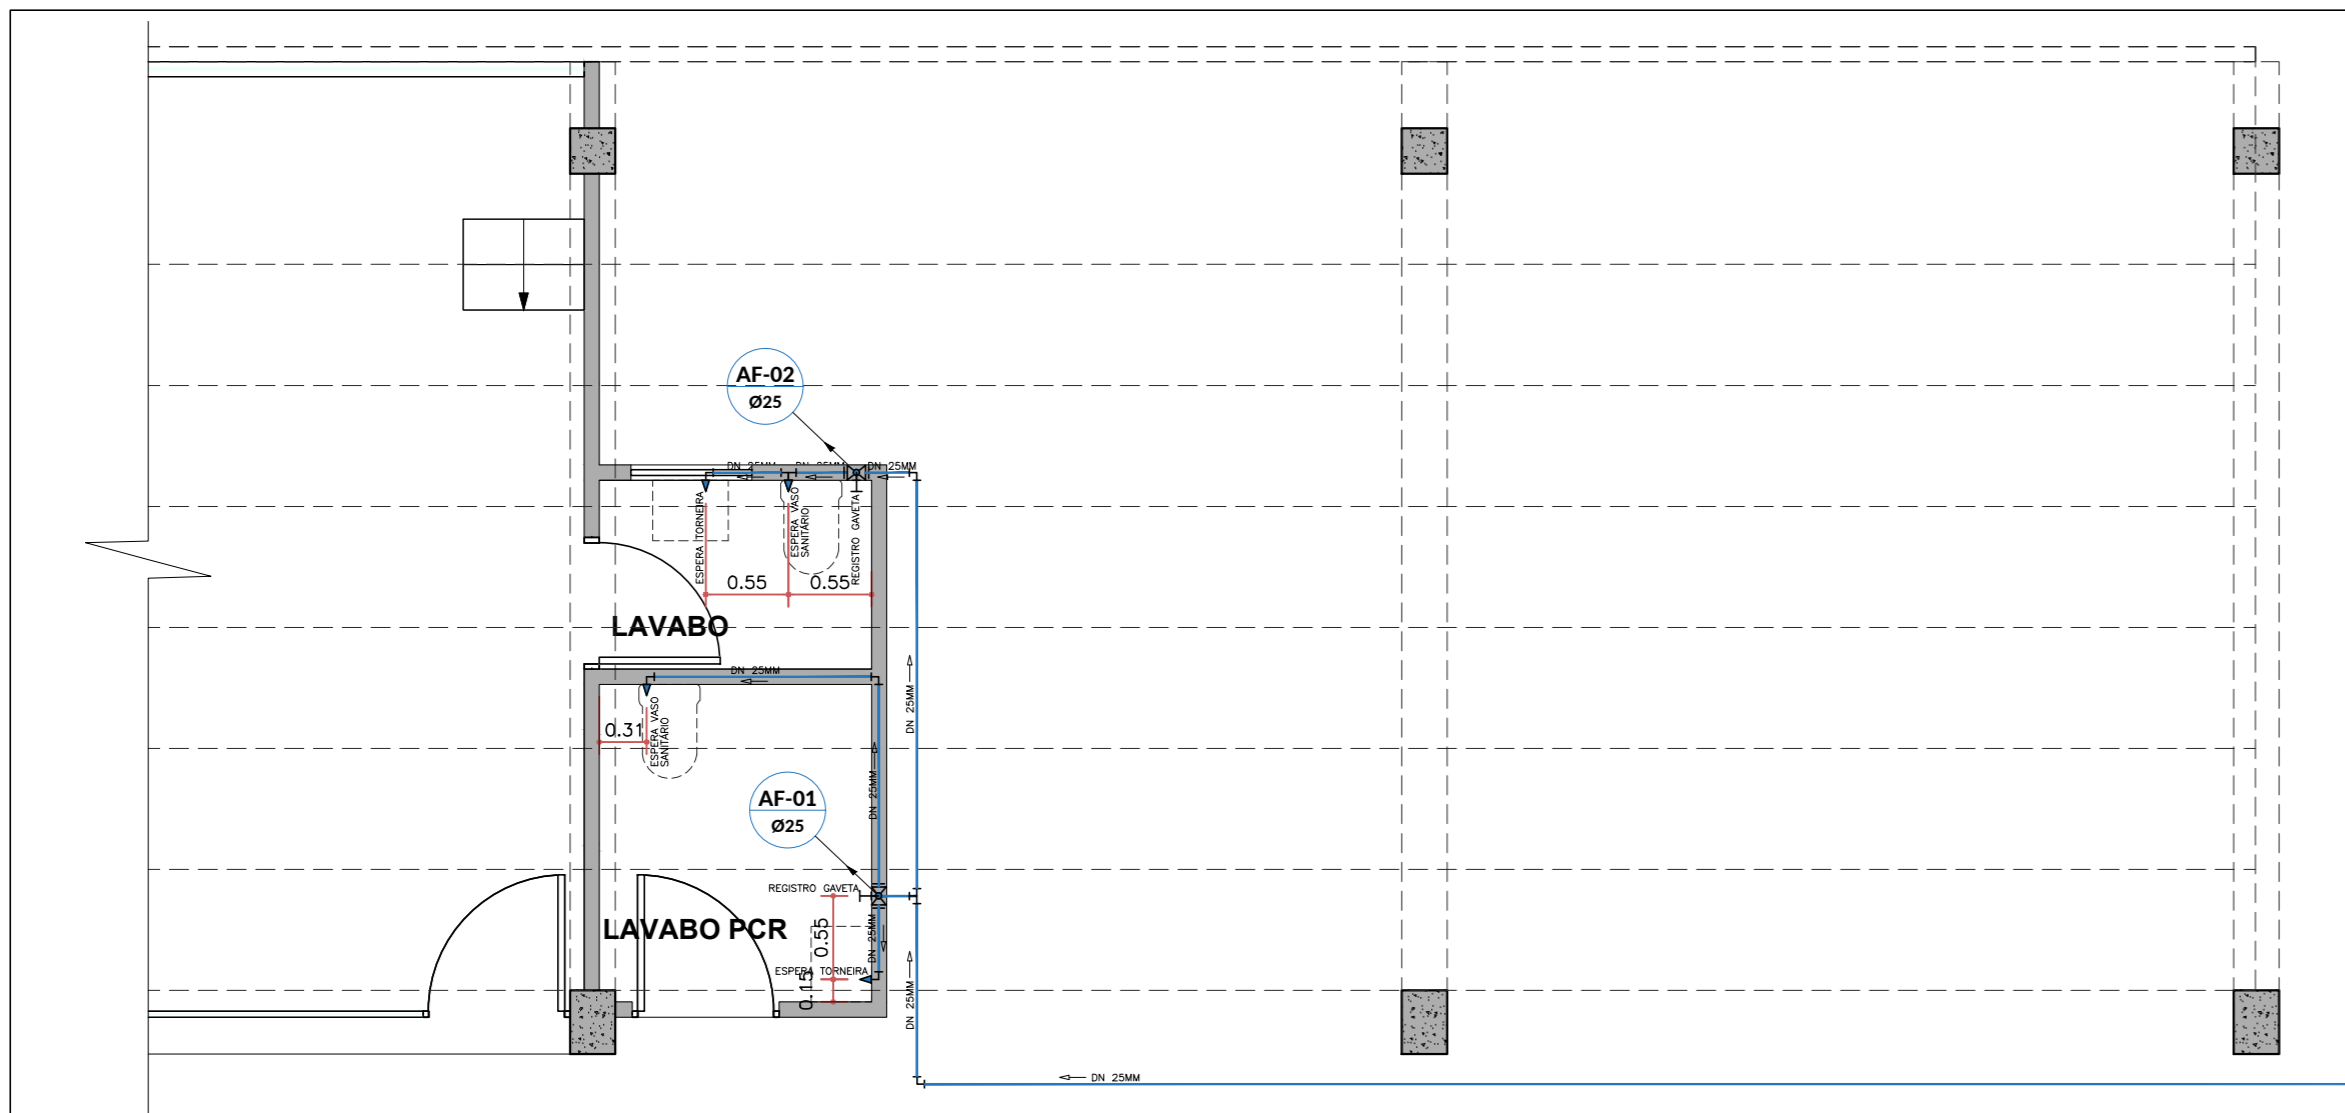 AF-02
Ø25
DN 25MM
DN 25MM
DN 25MM
ESPERA TORNEIRA
ESPERA VASO
SANITÁRIO
REGISTRO GAVETA
0.55
0.55
LAVABO
DN 25MM
DN 25MM
0.31
ESPERA VASO
SANITÁRIO
AF-01
Ø25
DN 25MM
REGISTRO GAVETA
LAVABO PCR
0.55
DN 25MM
ESPERA TORNEIRA
0.15
DN 25MM
DN 25MM